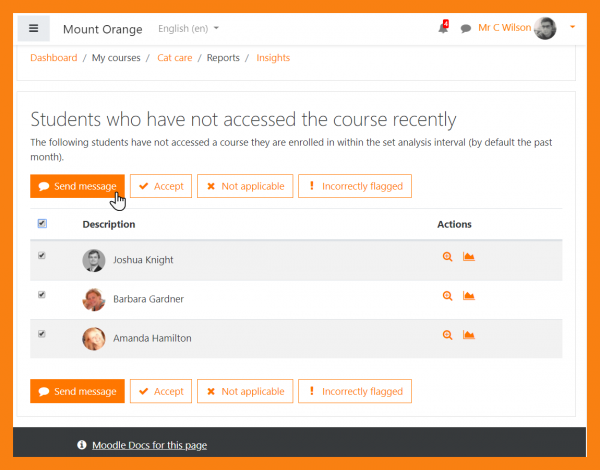 Mount Orange English (en) 4 Mr C Wilson
Dashboard / My courses / Cat care / Reports / Insights
Students who have not accessed the course recently
The following students have not accessed a course they are enrolled in within the set analysis interval (by default the past
month).
Send message Accept Not applicable Incorrectly flagged
Description Actions
Joshua Knight
Barbara Gardner
Amanda Hamilton
Send message Accept Not applicable Incorrectly flagged
Moodle Docs for this page